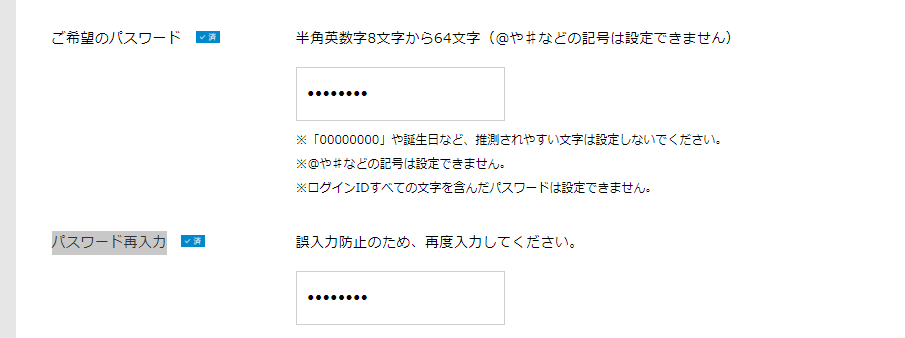 ご希望のパスワード ✓ 済 半角英数字8文字から64文字（@や♯などの記号は設定できません）
••••••••
※「00000000」や誕生日など、推測されやすい文字は設定しないでください。
※@や♯などの記号は設定できません。
※ログインIDすべての文字を含んだパスワードは設定できません。
パスワード再入力 ✓ 済 誤入力防止のため、再度入力してください。
••••••••